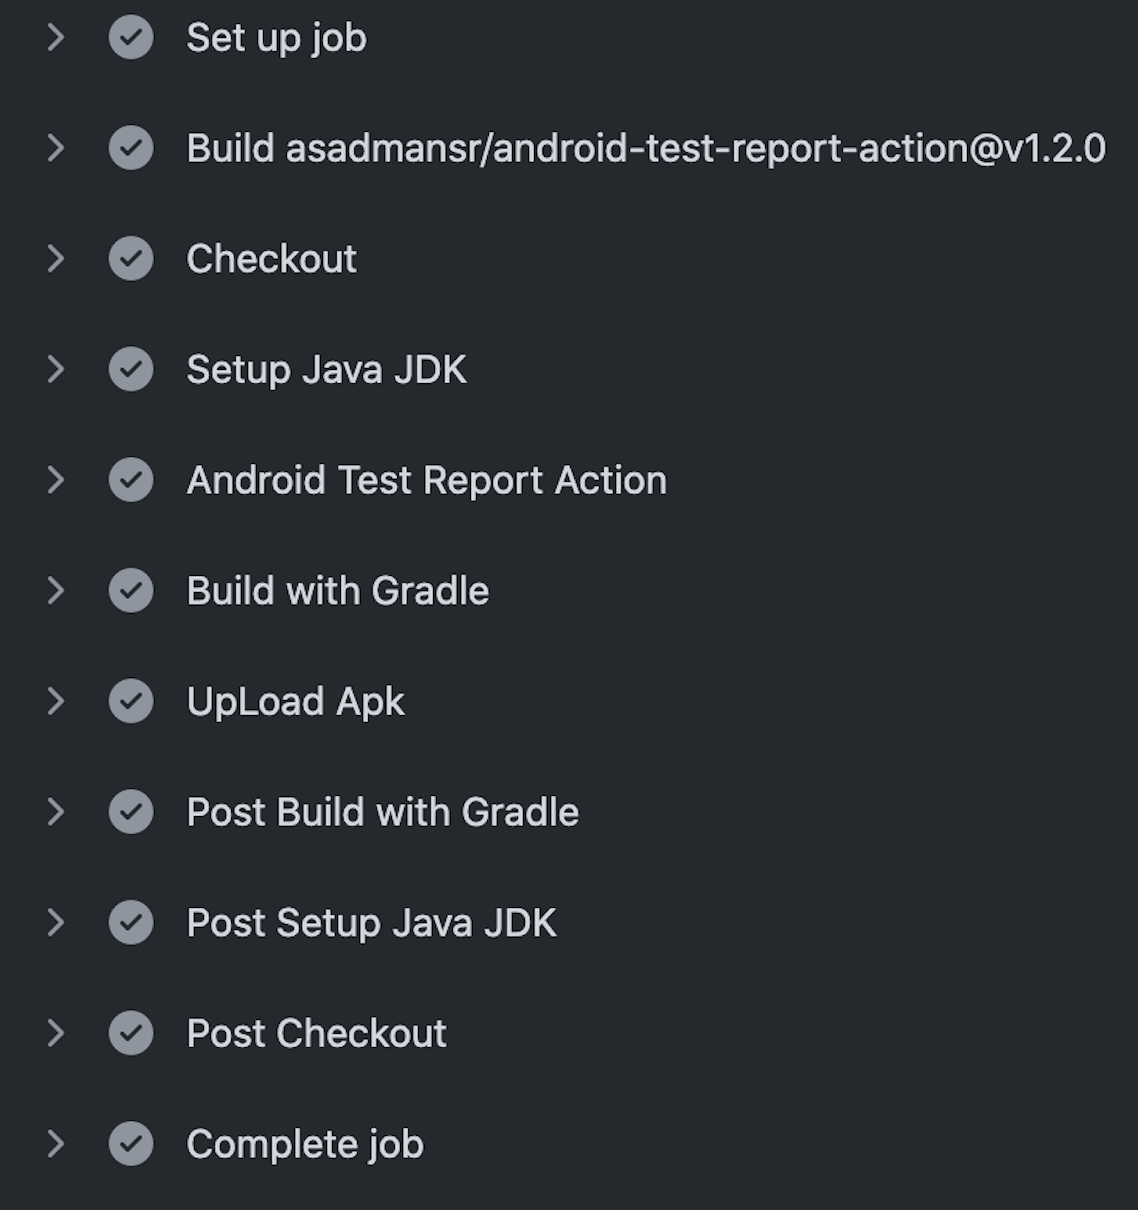 Set up job
Build asadmansr/android-test-report-action@v1.2.0
Checkout
Setup Java JDK
Android Test Report Action
Build with Gradle
UpLoad Apk
Post Build with Gradle
Post Setup Java JDK
Post Checkout
Complete job